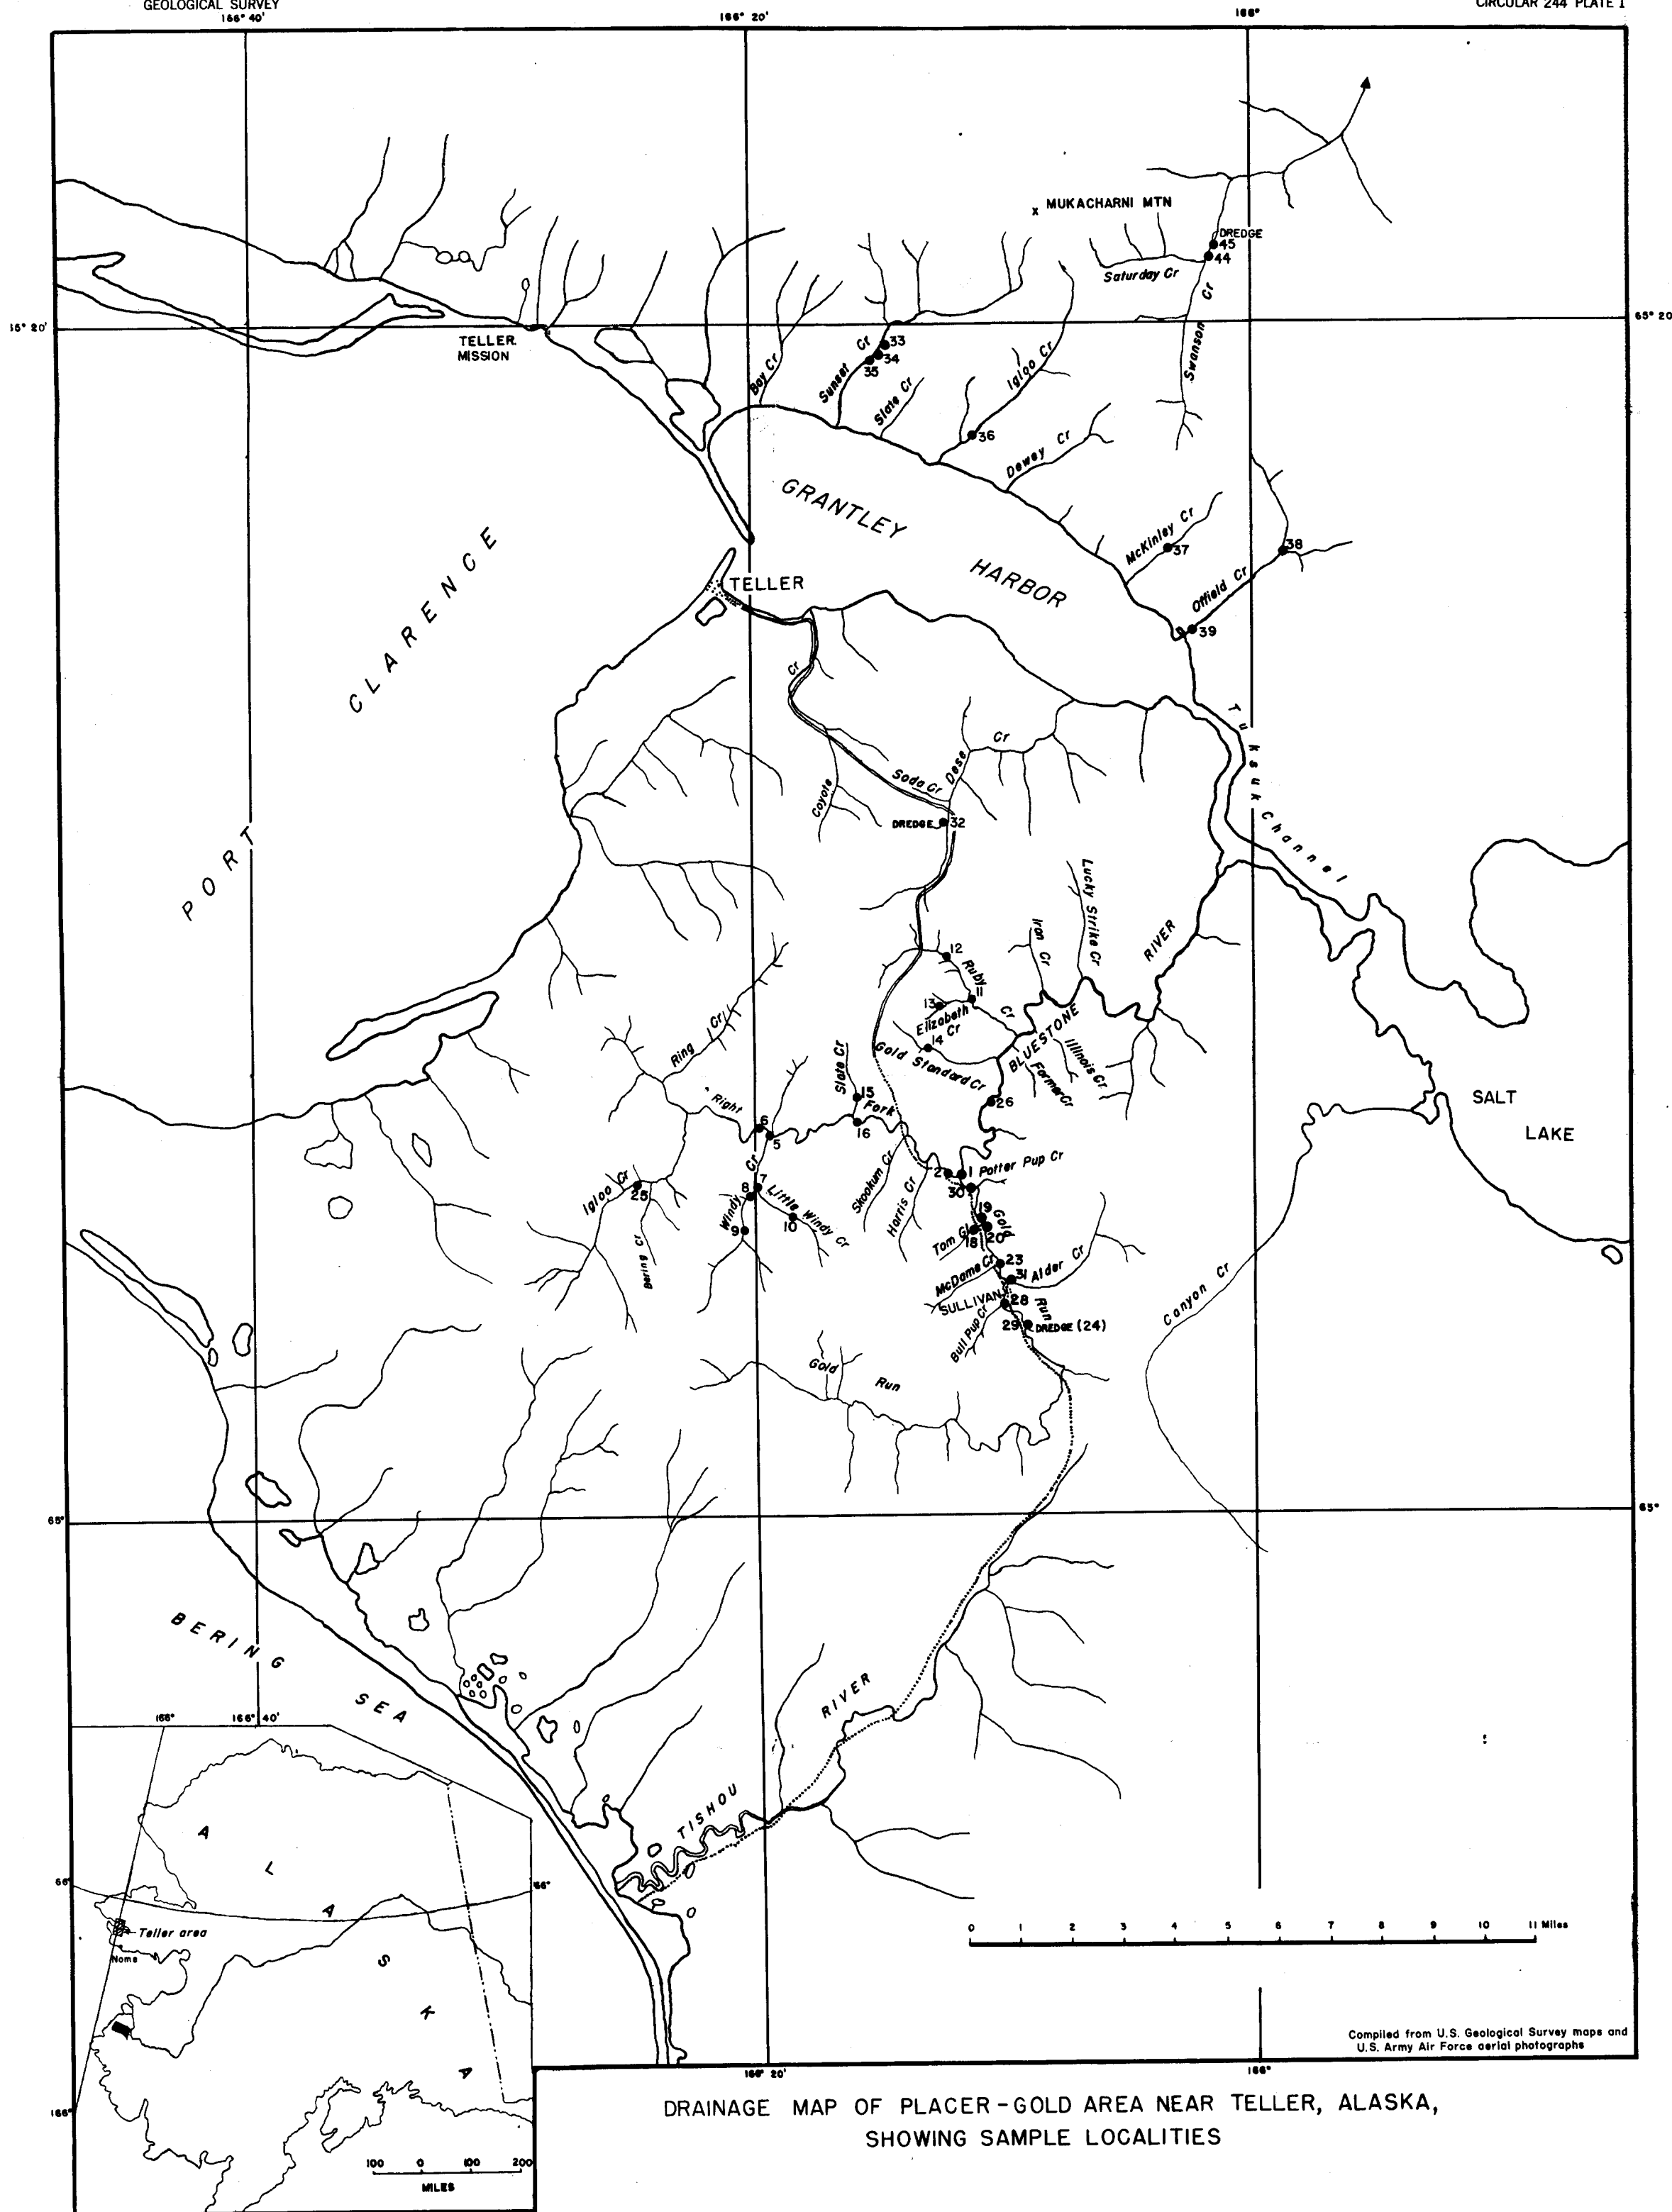 GEOLOGICAL SURVEY
CIRCULAR 244 PLATE 1
166° 40'
166° 20'
166°
x MUKACHARNI MTN
DREDGE
45
44
Saturday Cr
Swanson Cr
15° 20'
65° 20
TELLER
MISSION
Bay Cr
Sunset Cr
33
34
35
Slate Cr
Igloo Cr
36
Dewey Cr
GRANTLEY
HARBOR
McKinley Cr
37
38
Offield Cr
39
PORT CLARENCE
TELLER
Tuksuk Channel
Cr
Coyote
Soda Cr
Dese Cr
DREDGE
32
Lucky Strike Cr
Iron Cr
RIVER
12
Ruby Cr
11
13
Elizabeth Cr
14
Gold Standard Cr
BLUESTONE
Illinois Cr
Former Cr
26
Ring Cr
Slate Cr
15
Right Fork
16
6
5
Cr
7
8
Windy
Little Windy Cr
9
10
Igloo Cr
25
Bering Cr
Skookum Cr
Harris Cr
2
1
Potter Pup Cr
30
19
Gold
Tom G
18
20
23
McDame Cr
31
Alder Cr
SULLIVAN
28
Run
Bull Pup Cr
29
DREDGE (24)
SALT
LAKE
Canyon Cr
Gold Run
65°
65°
BERING
SEA
TISHOU RIVER
166°
166° 40'
ALASKA
66°
66°
Teller area
Nome
166°
100 0 100 200
MILES
0 1 2 3 4 5 6 7 8 9 10 11 Miles
Compiled from U.S. Geological Survey maps and
U.S. Army Air Force aerial photographs
166° 20'
166°
DRAINAGE MAP OF PLACER-GOLD AREA NEAR TELLER, ALASKA,
SHOWING SAMPLE LOCALITIES